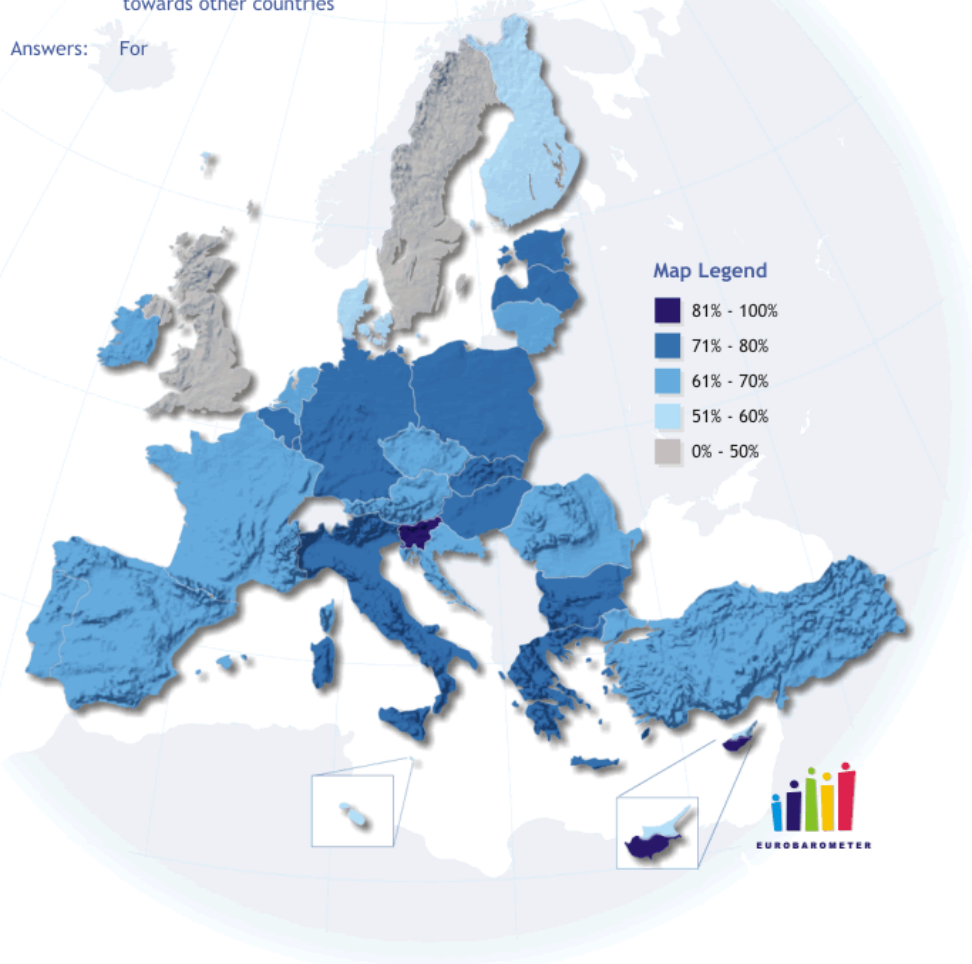 towards other countries
Answers: For
Map Legend
81% - 100%
71% - 80%
61% - 70%
51% - 60%
0% - 50%
EUROBAROMETER